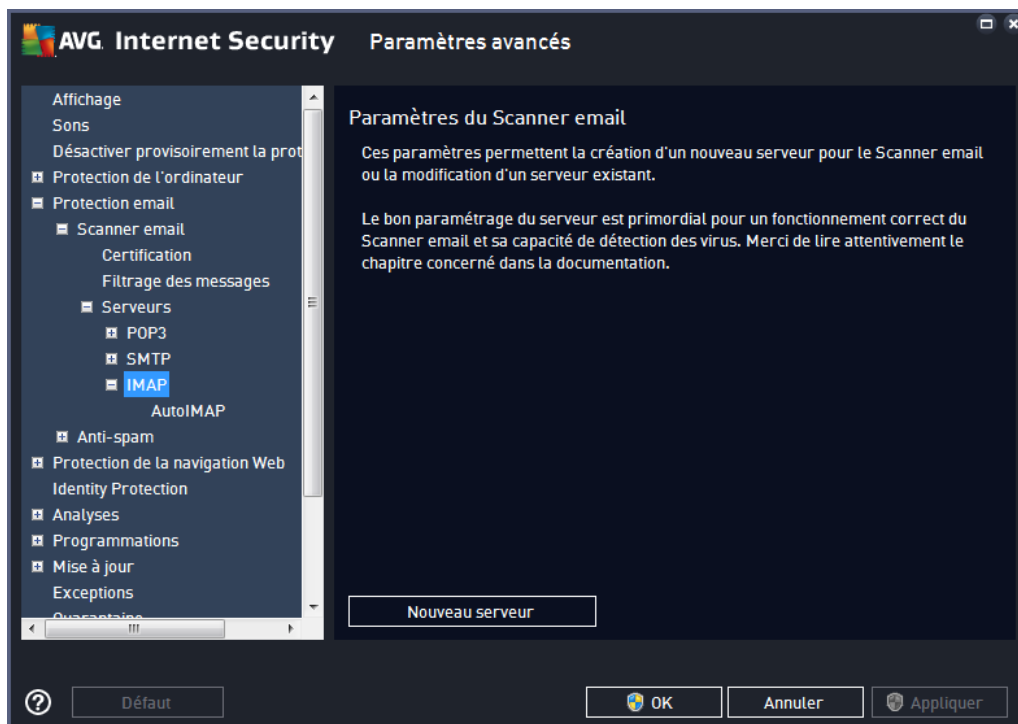 AVG. Internet Security
Paramètres avancés
Affichage
Sons
Désactiver provisoirement la prot
Protection de l'ordinateur
Protection email
Scanner email
Certification
Filtrage des messages
Serveurs
POP3
SMTP
IMAP
AutoIMAP
Anti-spam
Protection de la navigation Web
Identity Protection
Analyses
Programmations
Mise à jour
Exceptions
Quarantaine
Paramètres du Scanner email
Ces paramètres permettent la création d'un nouveau serveur pour le Scanner email
ou la modification d'un serveur existant.
Le bon paramétrage du serveur est primordial pour un fonctionnement correct du
Scanner email et sa capacité de détection des virus. Merci de lire attentivement le
chapitre concerné dans la documentation.
Nouveau serveur
Défaut
OK
Annuler
Appliquer